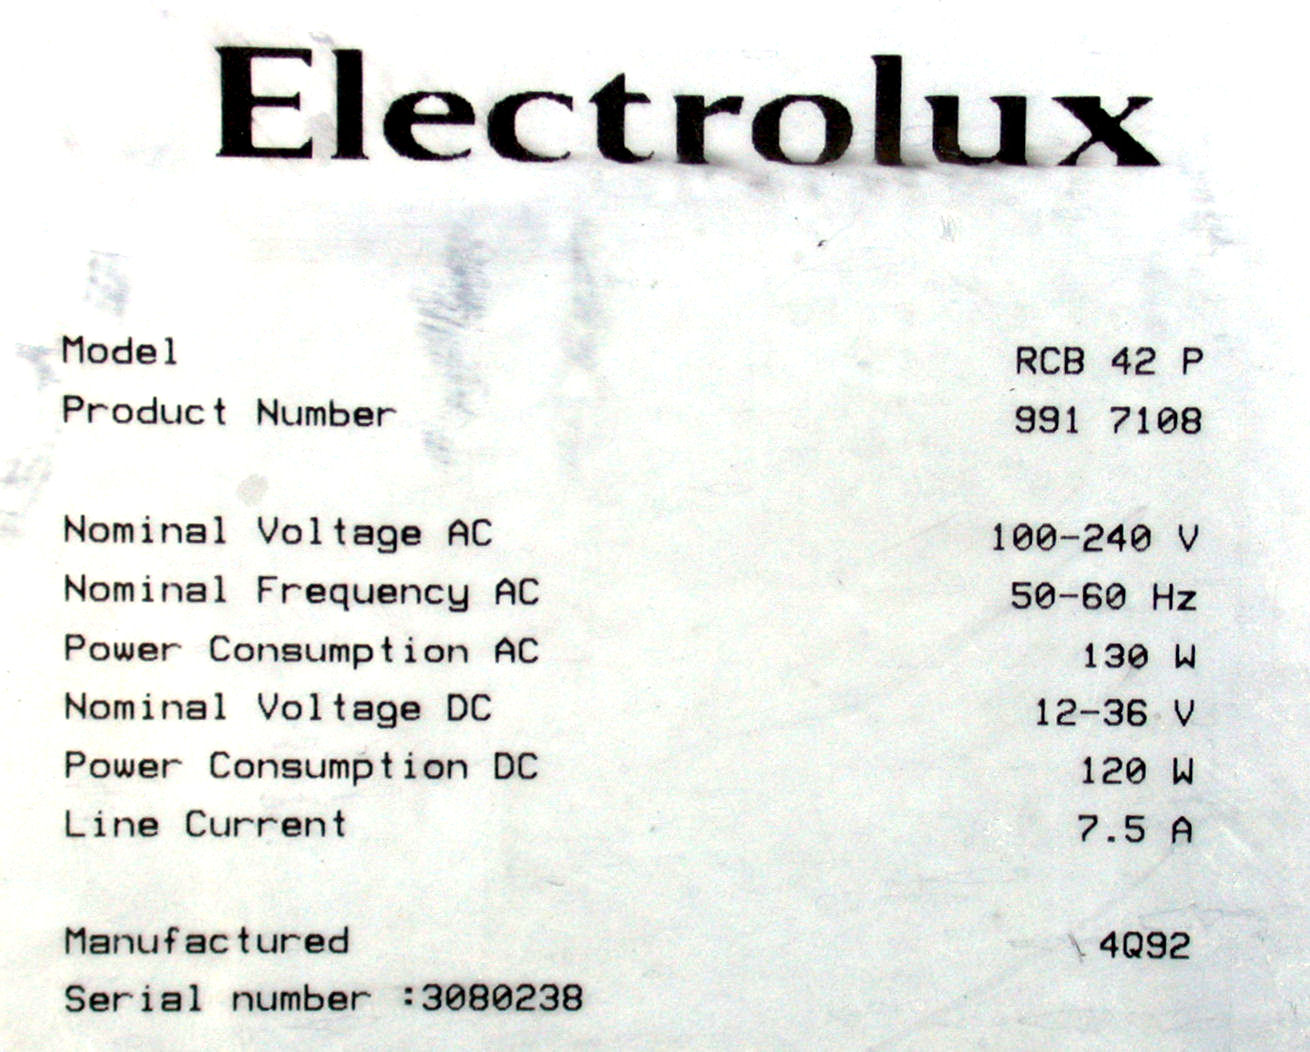 Electrolux
Model RCB 42 P
Product Number 991 7108
Nominal Voltage AC 100-240 V
Nominal Frequency AC 50-60 Hz
Power Consumption AC 130 W
Nominal Voltage DC 12-36 V
Power Consumption DC 120 W
Line Current 7.5 A
Manufactured 4Q92
Serial number :3080238